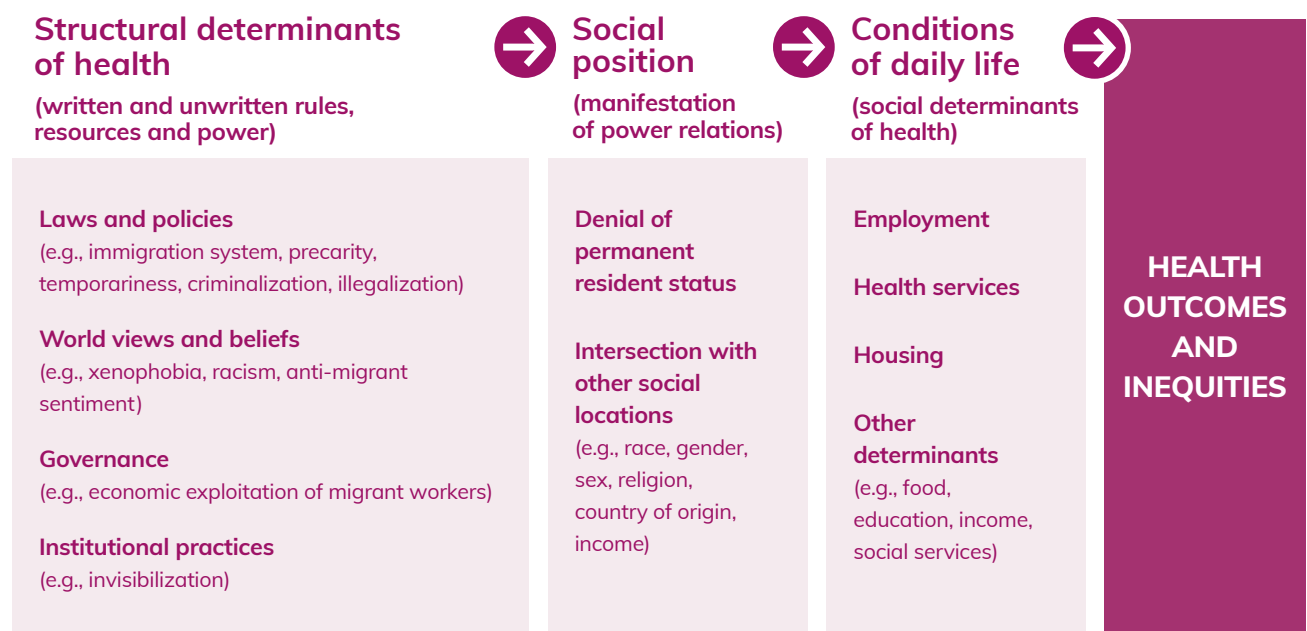 Structural determinants
of health
(written and unwritten rules,
resources and power)
Laws and policies
(e.g., immigration system, precarity,
temporariness, criminalization, illegalization)
World views and beliefs
(e.g., xenophobia, racism, anti-migrant
sentiment)
Governance
(e.g., economic exploitation of migrant workers)
Institutional practices
(e.g., invisibilization)
Social
position
(manifestation
of power relations)
Denial of
permanent
resident status
Intersection with
other social
locations
(e.g., race, gender,
sex, religion,
country of origin,
income)
Conditions
of daily life
(social determinants
of health)
Employment
Health services
Housing
Other
determinants
(e.g., food,
education, income,
social services)
HEALTH
OUTCOMES
AND
INEQUITIES